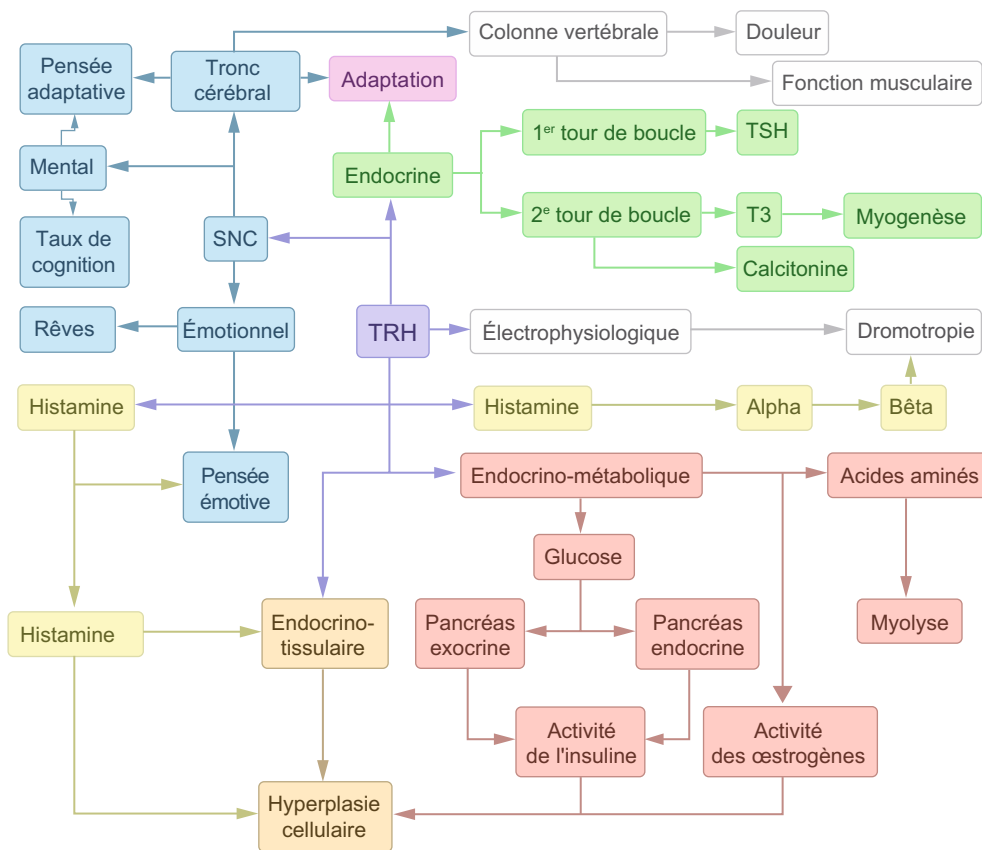 Colonne vertébrale
Douleur
Pensée
adaptative
Tronc
cérébral
Adaptation
Fonction musculaire
1er tour de boucle
TSH
Mental
Endocrine
2e tour de boucle
T3
Myogenèse
Taux de
cognition
SNC
Calcitonine
Rêves
Émotionnel
TRH
Électrophysiologique
Dromotropie
Histamine
Histamine
Alpha
Bêta
Pensée
émotive
Endocrino-métabolique
Acides aminés
Glucose
Histamine
Endocrino-
tissulaire
Pancréas
exocrine
Pancréas
endocrine
Myolyse
Activité
de l'insuline
Activité
des œstrogènes
Hyperplasie
cellulaire